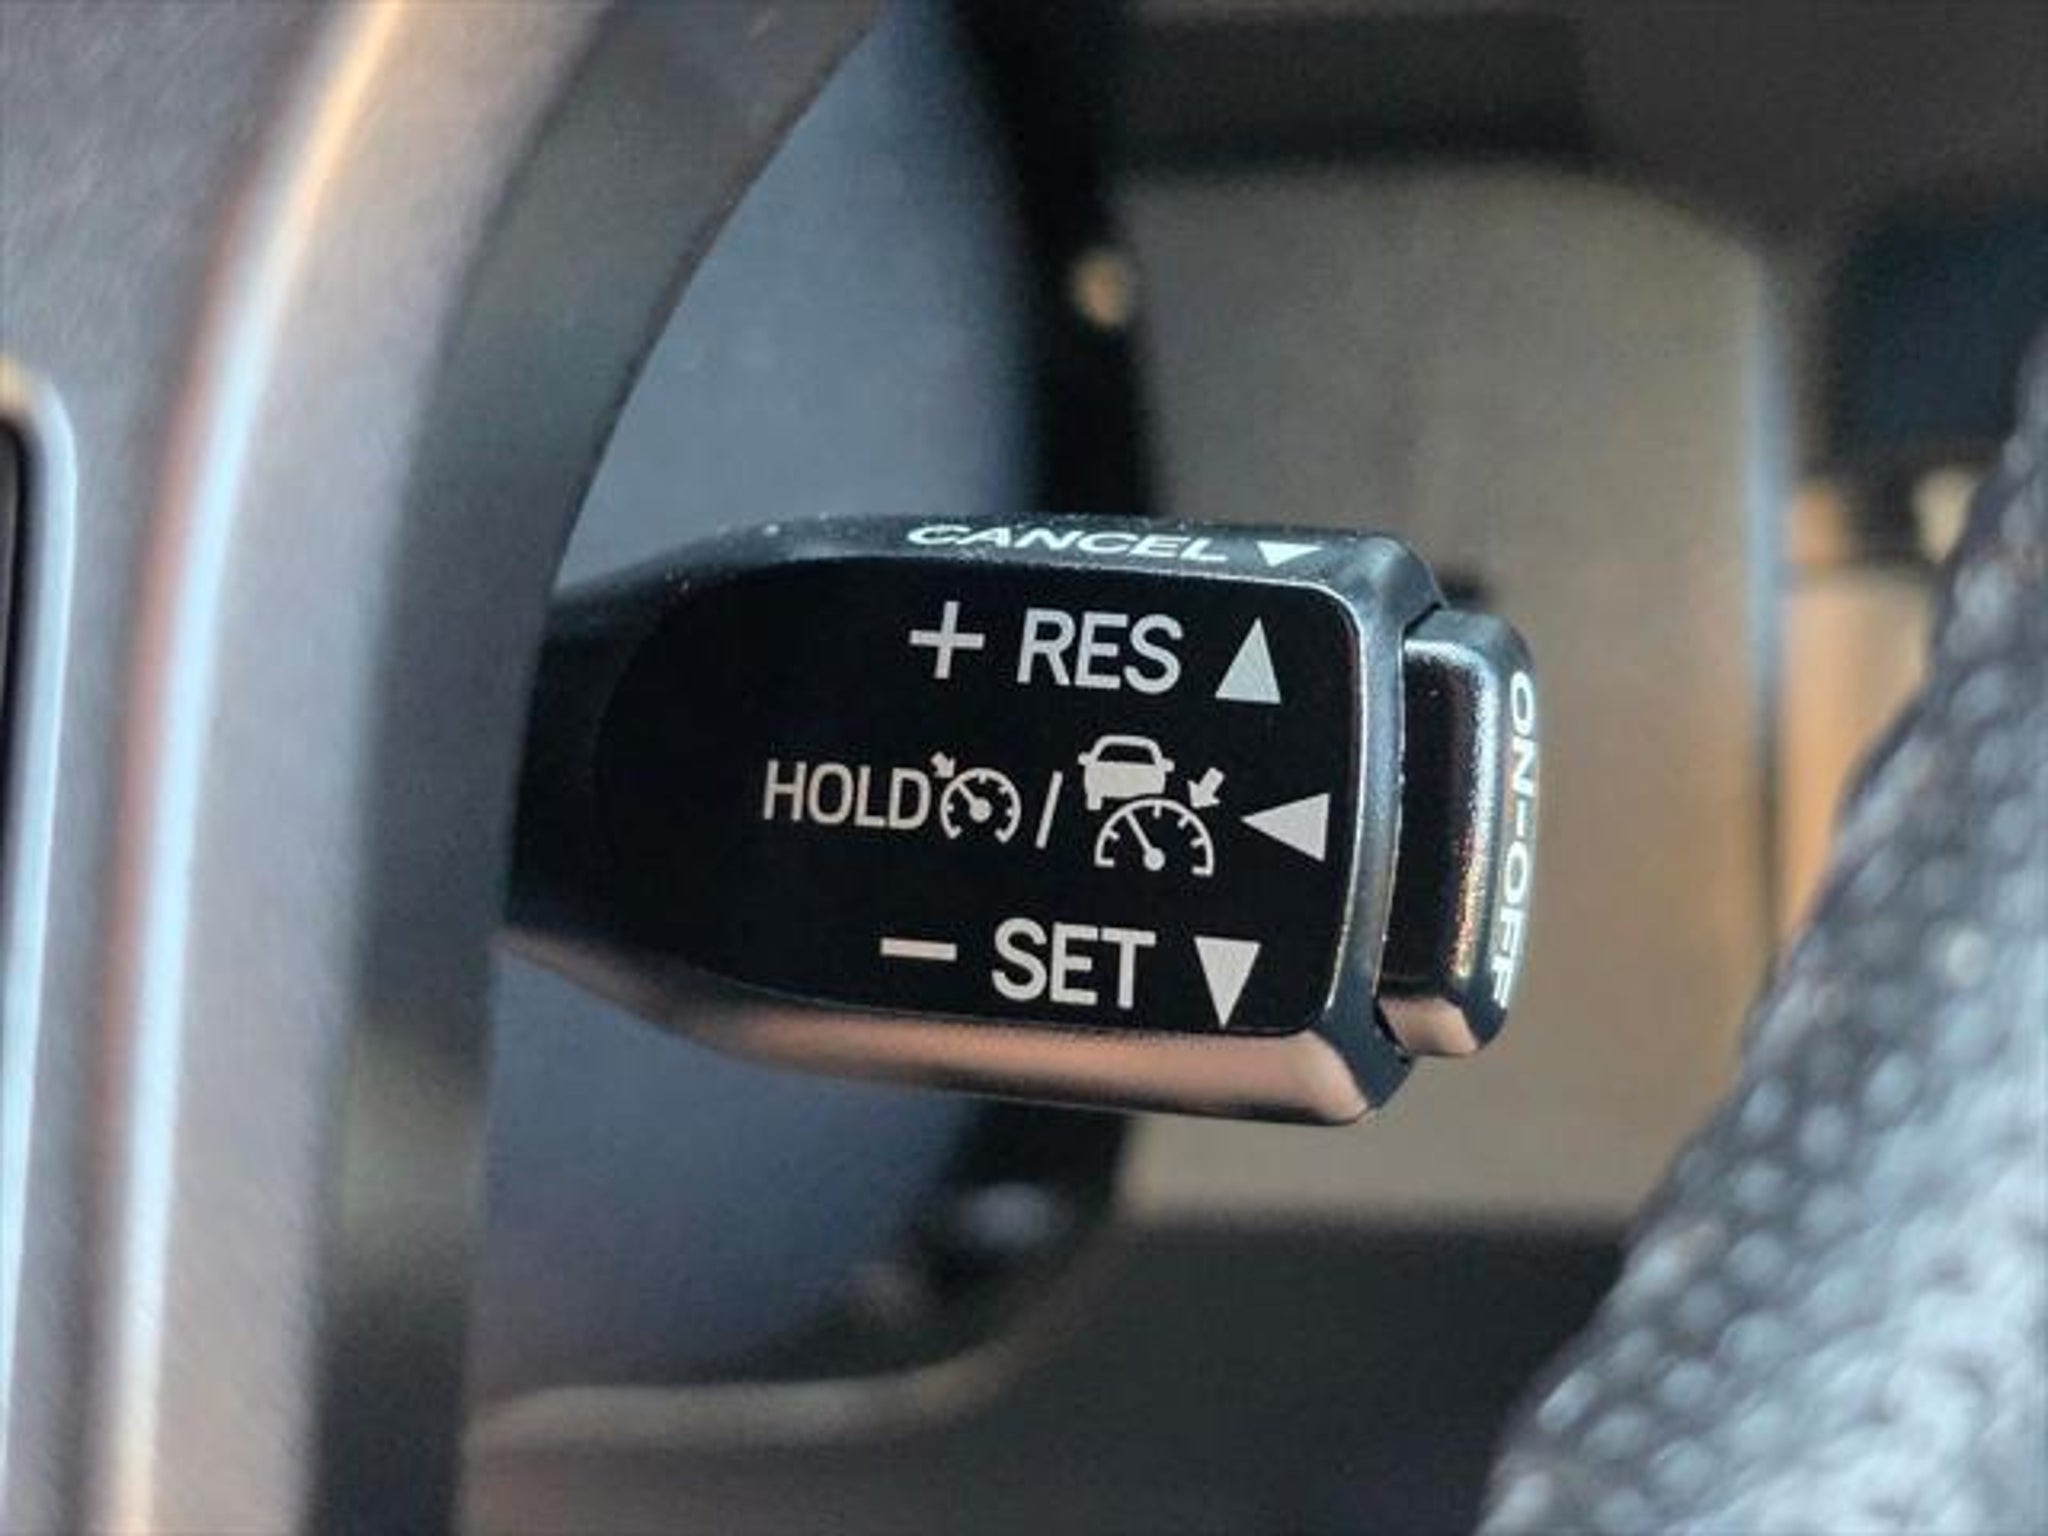 CANCEL
+ RES
HOLD /
- SET
ON-OFF